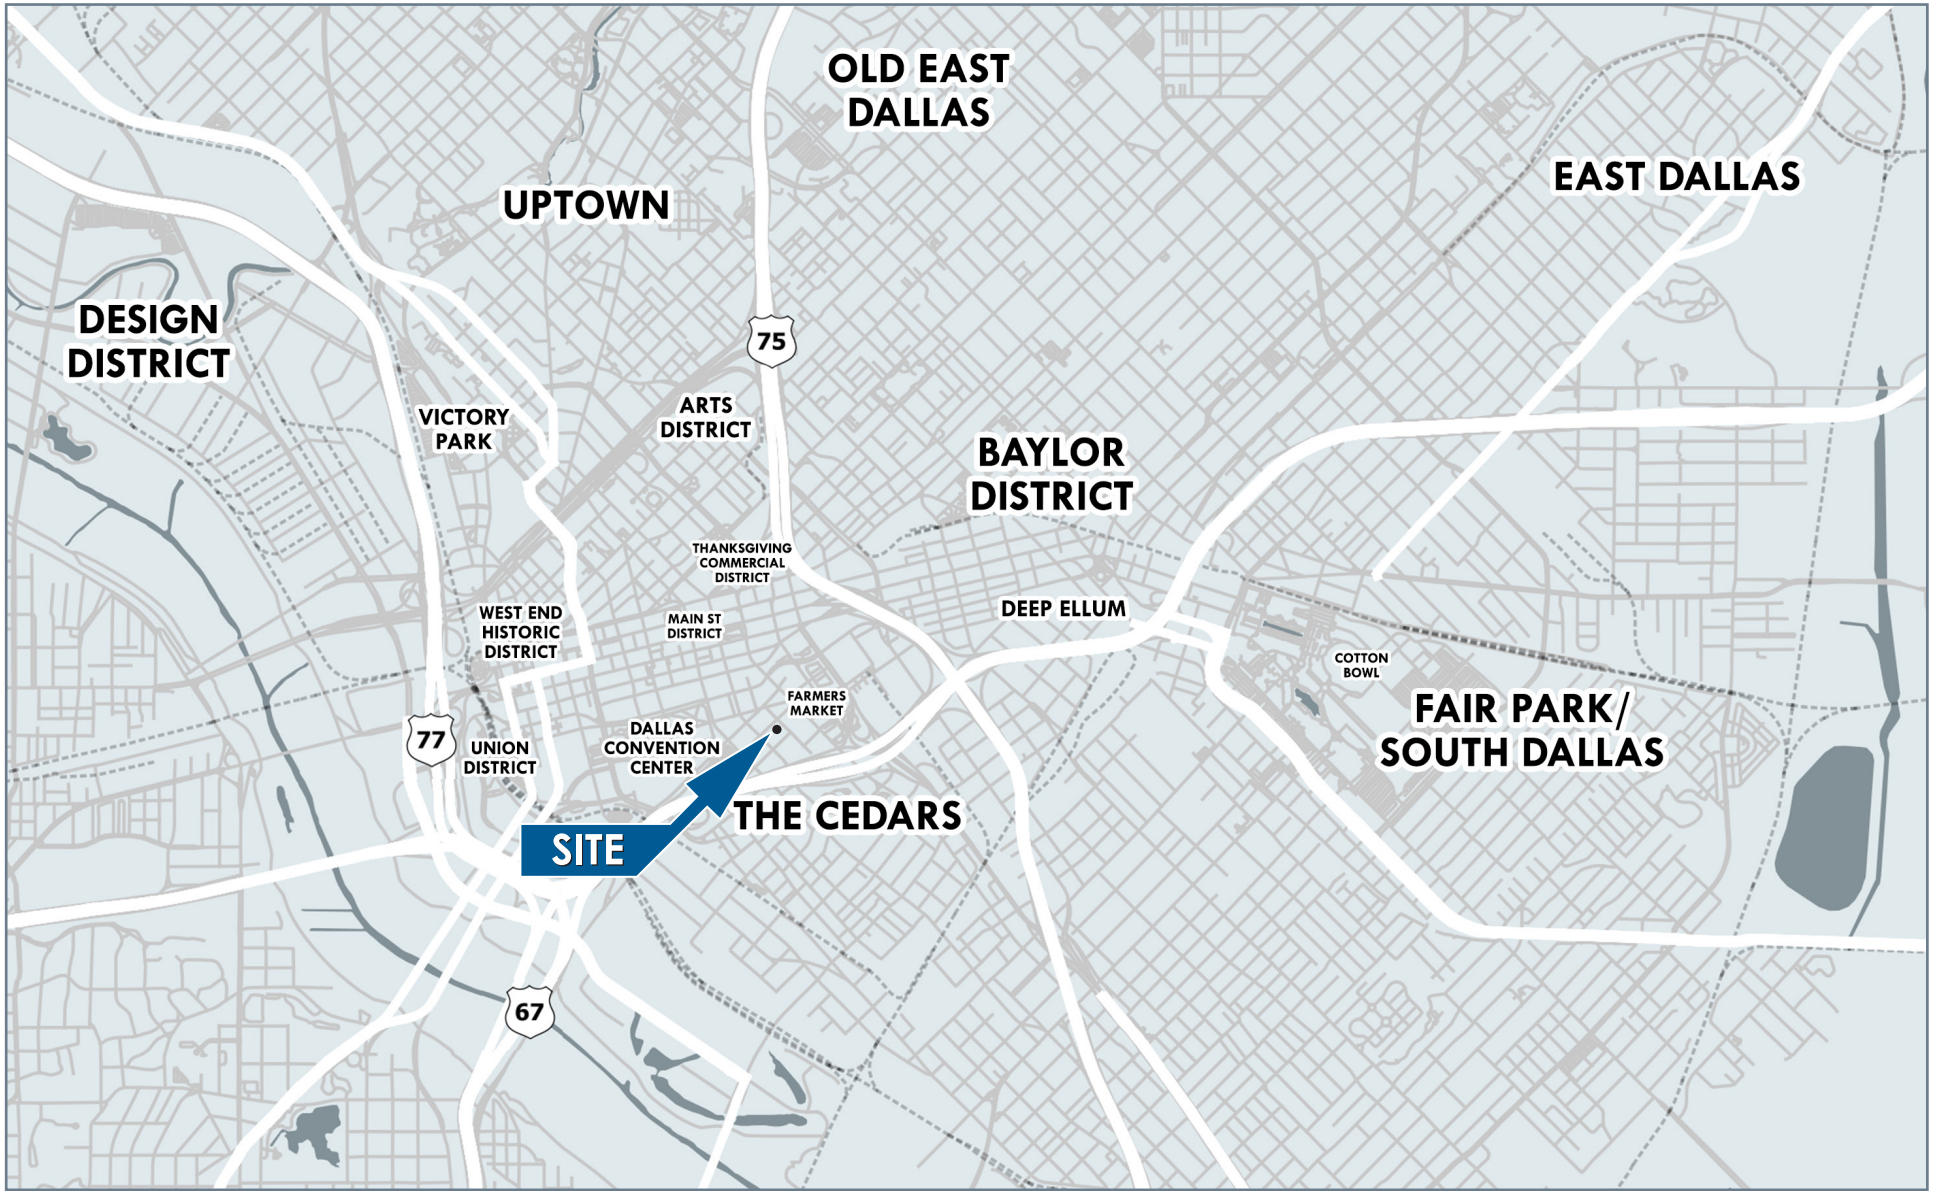 OLD EAST
DALLAS
EAST DALLAS
UPTOWN
DESIGN
DISTRICT
75
VICTORY
PARK
ARTS
DISTRICT
BAYLOR
DISTRICT
THANKSGIVING
COMMERCIAL
DISTRICT
WEST END
HISTORIC
DISTRICT
MAIN ST
DISTRICT
DEEP ELLUM
COTTON
BOWL
FARMERS
MARKET
FAIR PARK/
SOUTH DALLAS
77
UNION
DISTRICT
DALLAS
CONVENTION
CENTER
THE CEDARS
SITE
67